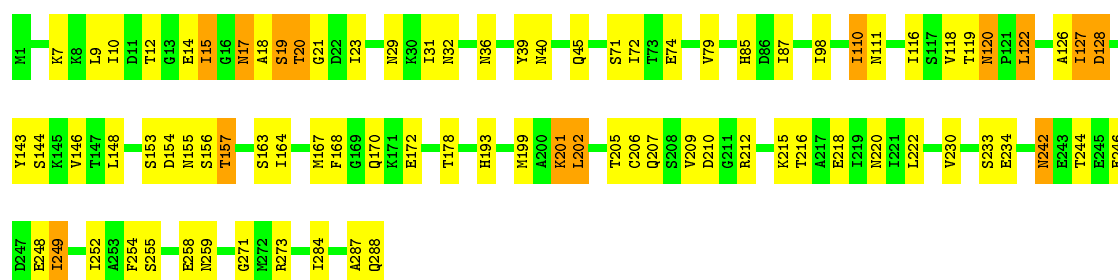 M1 K7 K8 L9 I10 D11 T12 G13 E14 I15 G16 N17 A18 S19 T20 G21 D22 I23 N29 K30 I31 N32 N36 Y39 N40 Q45 S71 I72 T73 E74 V79 H85 D86 I87 I98 I110 N111 I116 S117 V118 T119 N120 P121 L122 A126 I127 D128
Y143 S144 K145 V146 T147 L148 S153 D154 N155 S156 T157 S163 I164 M167 F168 G169 Q170 K171 E172 T178 H193 M199 A200 K201 L202 T205 C206 Q207 S208 V209 D210 G211 R212 K215 T216 A217 E218 I219 N220 I221 L222 V230 S233 E234 N242 E243 T244 E245
D247 E248 I249 I252 A253 F254 S255 E258 N259 G271 M272 R273 I284 A287 Q288